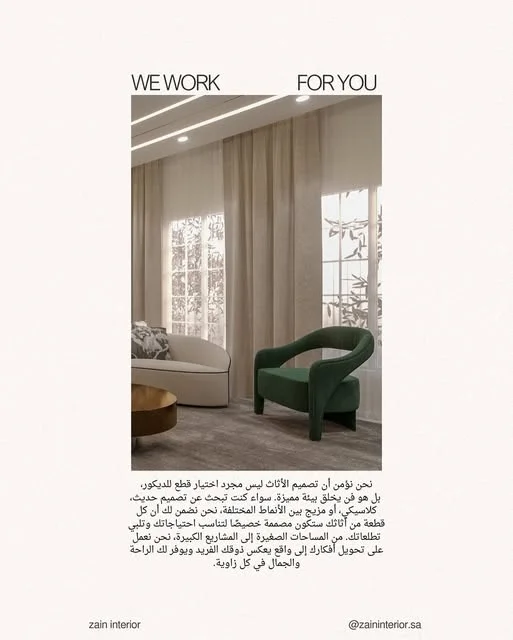 WE WORK FOR YOU
نحن نؤمن أن تصميم الأثاث ليس مجرد اختيار قطع للديكور،
بل هو فن يخلق بيئة مميزة. سواء كنت تبحث عن تصميم حديث،
كلاسيكي، أو مزيج بين الأنماط المختلفة، نحن نضمن لك أن كل
قطعة من أثاثك ستكون مصممة خصيصًا لتناسب احتياجاتك وتلبي
تطلعاتك. من المساحات الصغيرة إلى المشاريع الكبيرة، نحن نعمل
على تحويل أفكارك إلى واقع يعكس ذوقك الفريد ويوفر لك الراحة
والجمال في كل زاوية.
zain interior
@zaininterior.sa